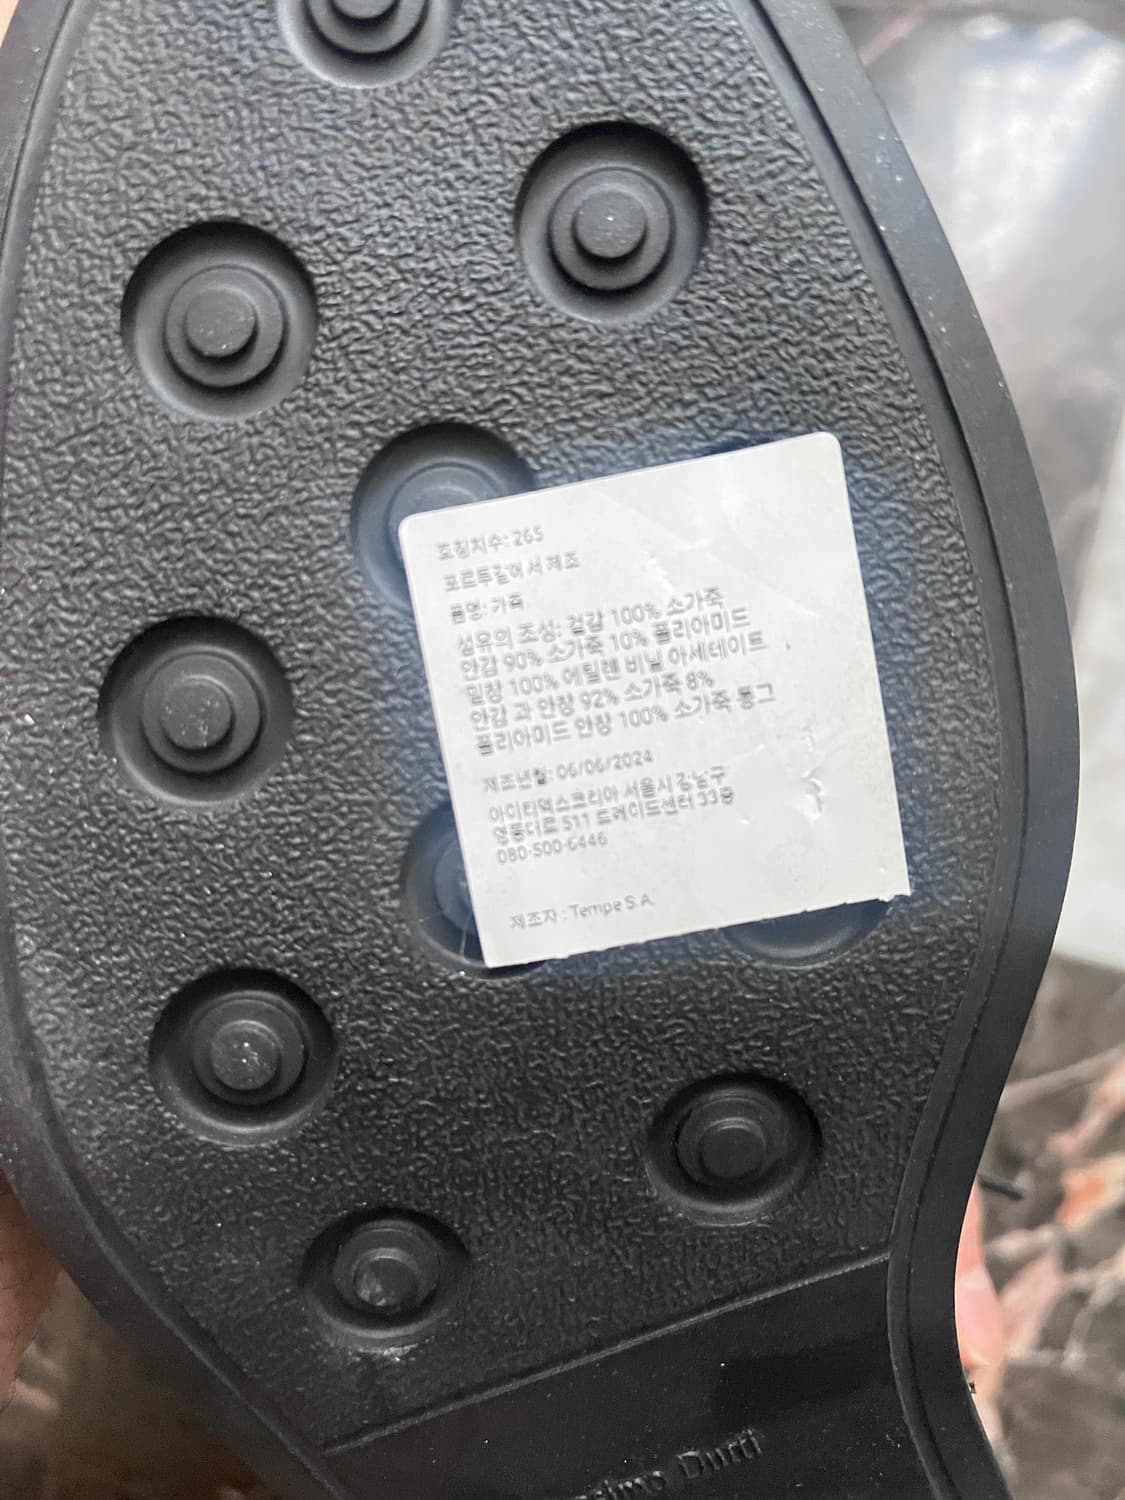 호칭치수: 265
포르투갈에서 제조
품명: 가죽
섬유의 조성: 겉감 100% 소가죽
안감 90% 소가죽 10% 폴리아미드
밑창 100% 에틸렌 비닐 아세테이트
안감 과 안창 92% 소가죽 8%
폴리아미드 안창 100% 소가죽 통그
제조년월: 06/06/2024
아이티엑스코리아 서울시 강남구
영동대로 511 트레이드센터 33층
080-500-6446
제조자 : Tempe S.A.
simo Dutti